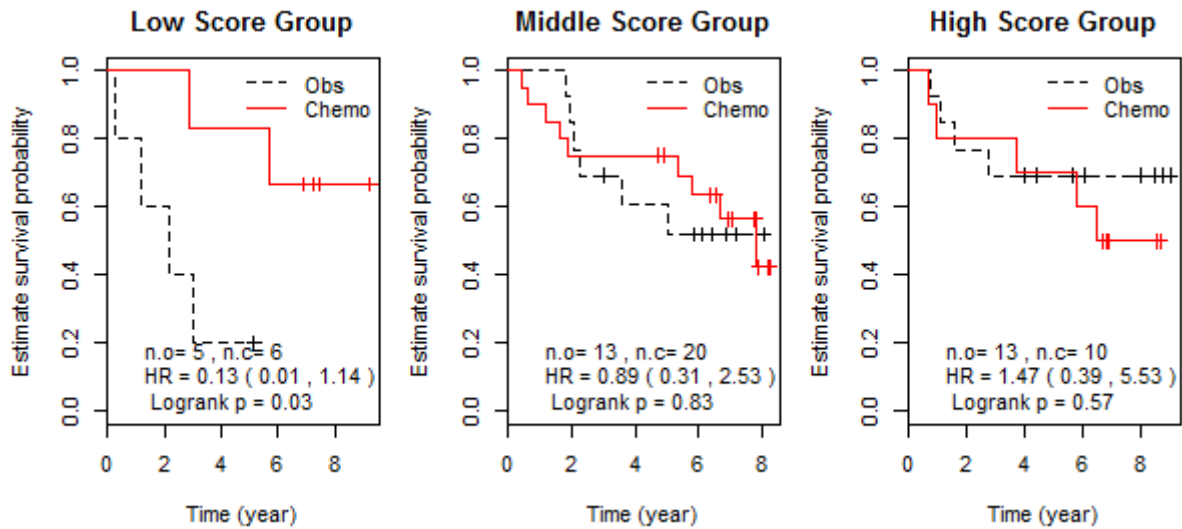 Low Score Group
Estimate survival probability
1.0
0.8
0.6
0.4
0.2
0.0
Obs
Chemo
n.o= 5 , n.c= 6
HR = 0.13 ( 0.01 , 1.14 )
Logrank p = 0.03
0 2 4 6 8
Time (year)
Middle Score Group
Estimate survival probability
1.0
0.8
0.6
0.4
0.2
0.0
Obs
Chemo
n.o= 13 , n.c= 20
HR = 0.89 ( 0.31 , 2.53 )
Logrank p = 0.83
0 2 4 6 8
Time (year)
High Score Group
Estimate survival probability
1.0
0.8
0.6
0.4
0.2
0.0
Obs
Chemo
n.o= 13 , n.c= 10
HR = 1.47 ( 0.39 , 5.53 )
Logrank p = 0.57
0 2 4 6 8
Time (year)